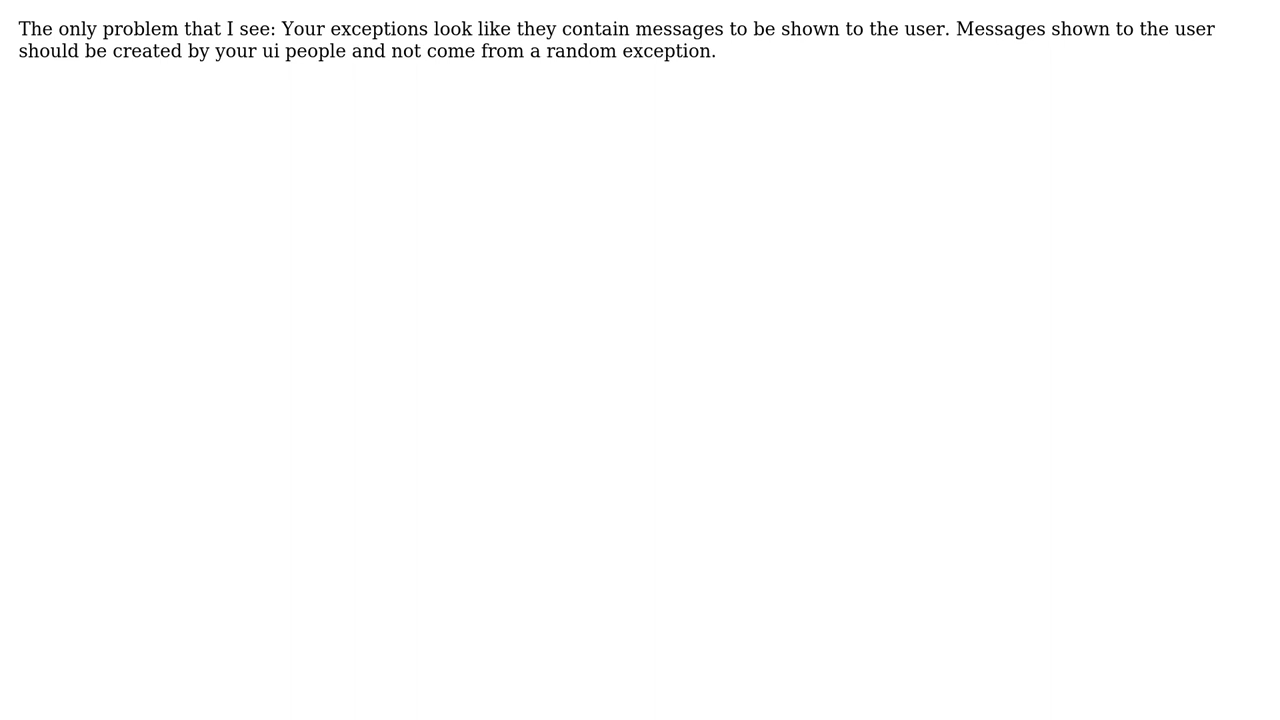 The only problem that I see: Your exceptions look like they contain messages to be shown to the user. Messages shown to the user
should be created by your ui people and not come from a random exception.